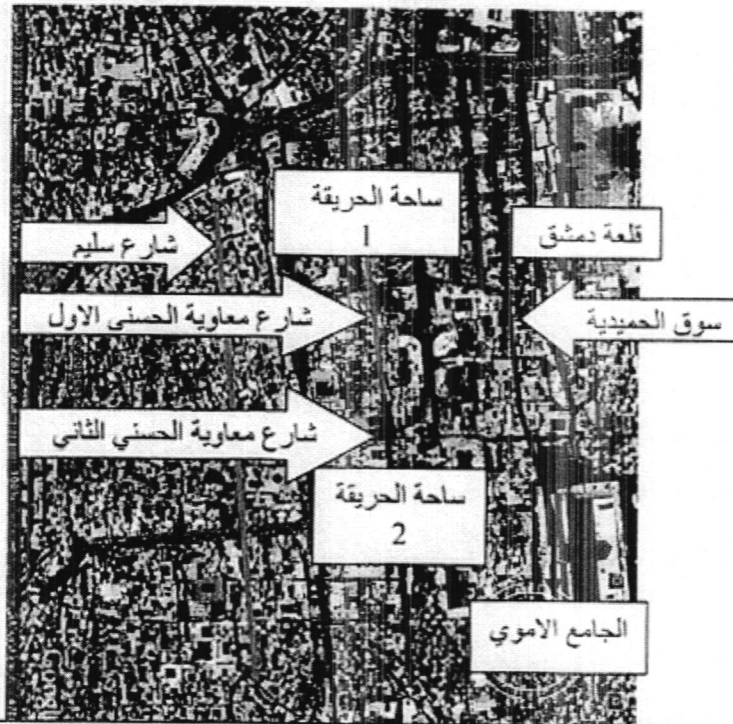 ساحة الحريقة
1
قلعة دمشق
شارع سليم
شارع معاوية الحسني الاول
سوق الحميدية
شارع معاوية الحسني الثاني
ساحة الحريقة
2
الجامع الاموي